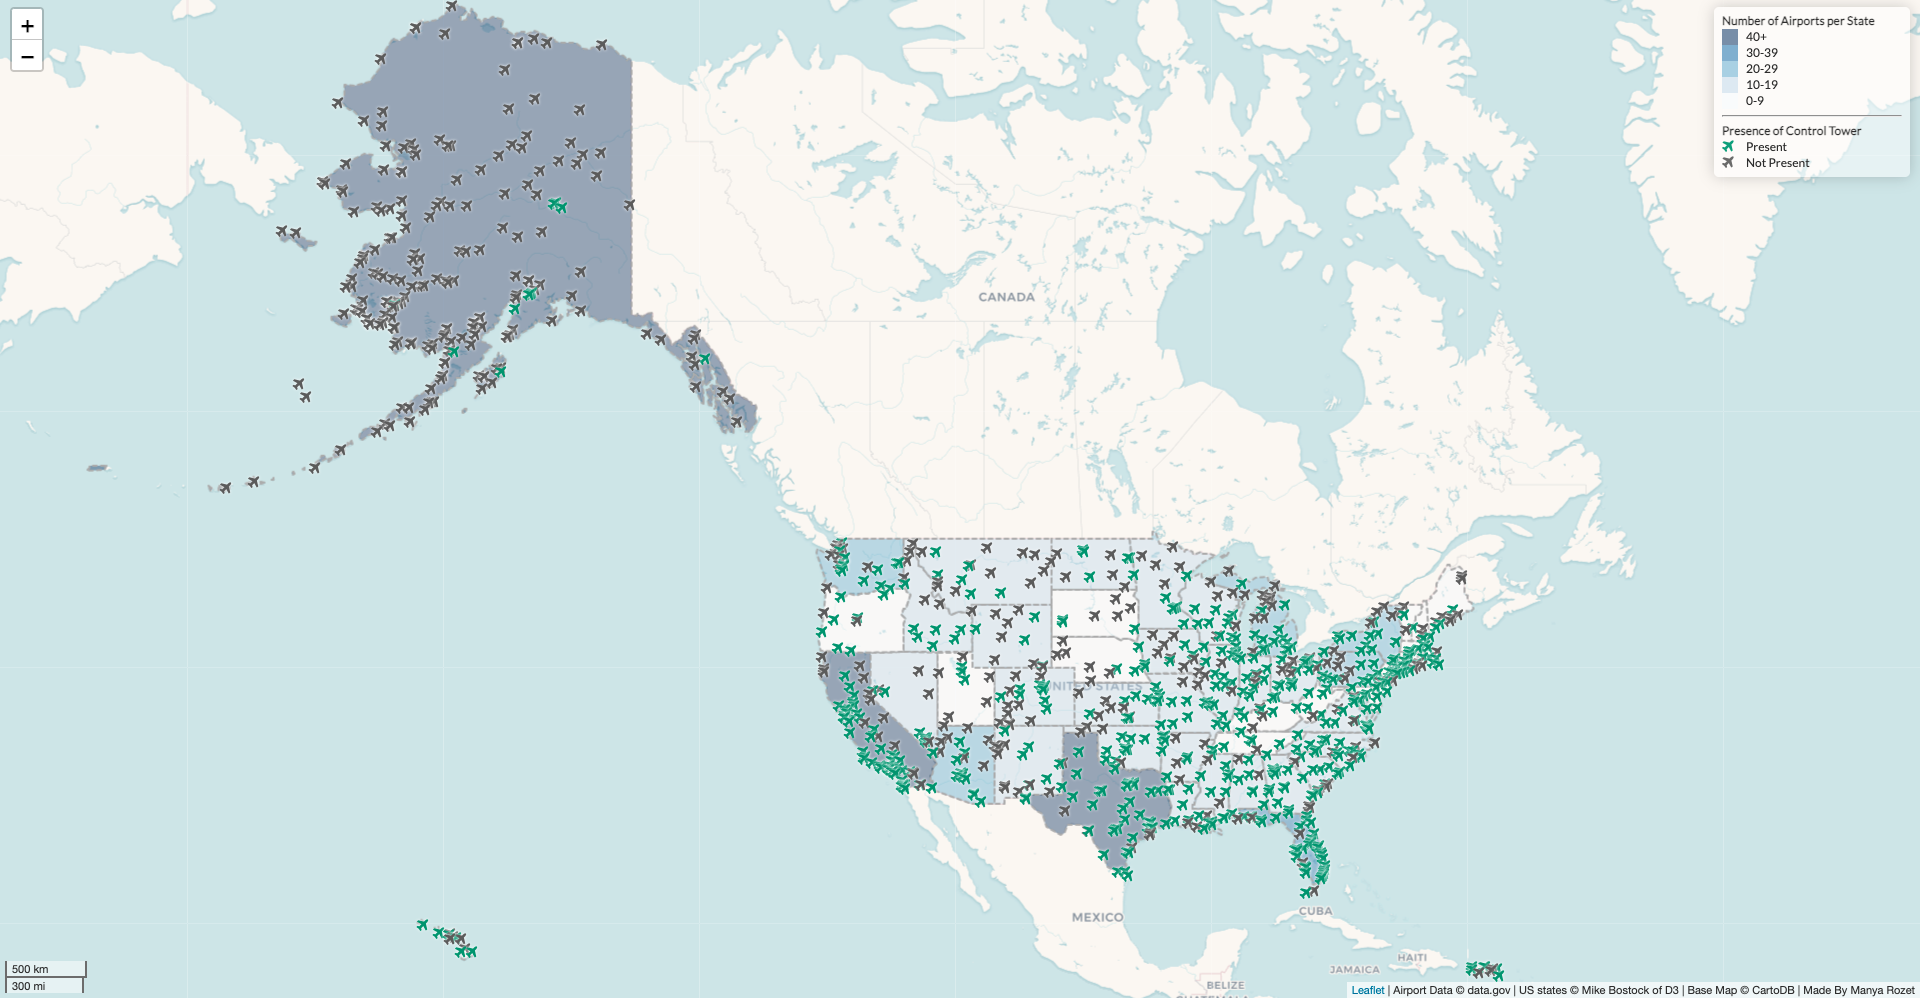 +
−
Number of Airports per State
40+
30-39
20-29
10-19
0-9
Presence of Control Tower
Present
Not Present
CANADA
UNITED STATES
MEXICO
CUBA
HAITI
JAMAICA
BELIZE
GUATEMALA
500 km
300 mi
Leaflet | Airport Data © data.gov | US states © Mike Bostock of D3 | Base Map © CartoDB | Made By Manya Rozet